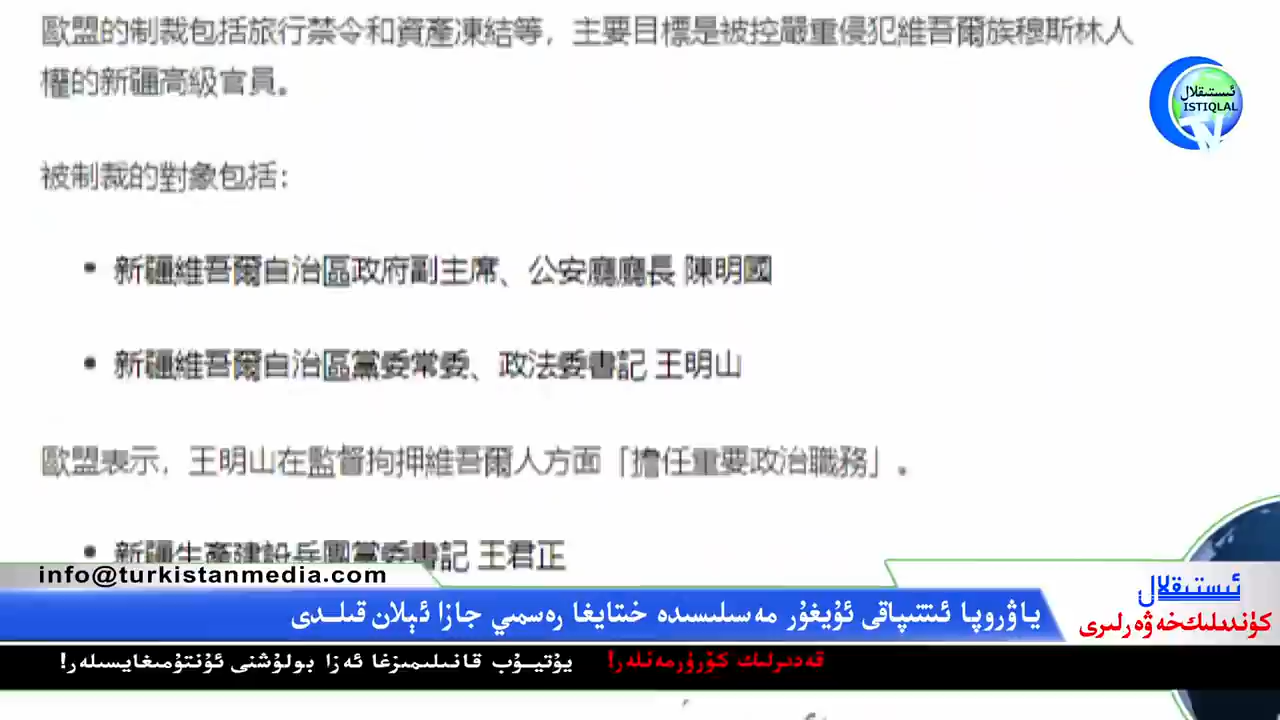 歐盟的制裁包括旅行禁令和資產凍結等，主要目標是被控嚴重侵犯維吾爾族穆斯林人
權的新疆高級官員。
ئىستىقلال
ISTIQLAL
TV
被制裁的對象包括：
• 新疆維吾爾自治區政府副主席、公安廳廳長 陳明國
• 新疆維吾爾自治區黨委常委、政法委書記 王明山
歐盟表示，王明山在監督拘押維吾爾人方面「擔任重要政治職務」。
• 新疆生產建設兵團黨委書記 王君正
info@turkistanmedia.com
ئىستىقلال
ياۋروپا ئىتتىپاقى ئۇيغۇر مەسىلىسىدە خىتايغا رەسمىي جازا ئېلان قىلدى
كۈندىلىك خەۋەرلىرى
قەدىرلىك كۆرۈرمەنلەر! يۇتيۇب قانىلىمىزغا ئەزا بولۇشنى ئۇنتۇمىغايسىلەر!